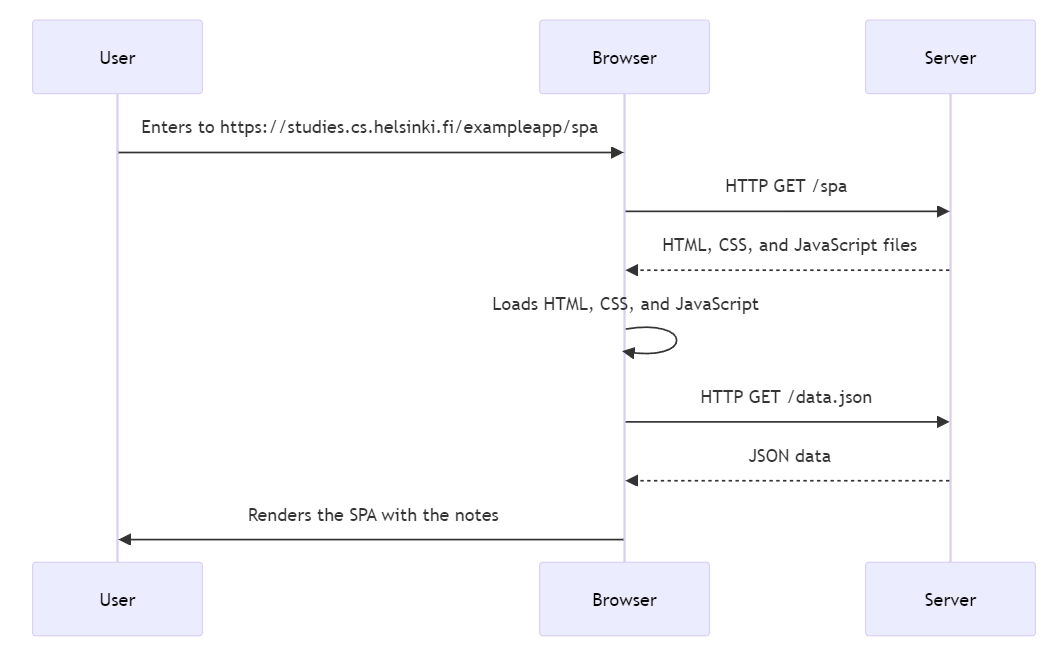 User
Browser
Server
Enters to https://studies.cs.helsinki.fi/exampleapp/spa
HTTP GET /spa
HTML, CSS, and JavaScript files
Loads HTML, CSS, and JavaScript
HTTP GET /data.json
JSON data
Renders the SPA with the notes
User
Browser
Server